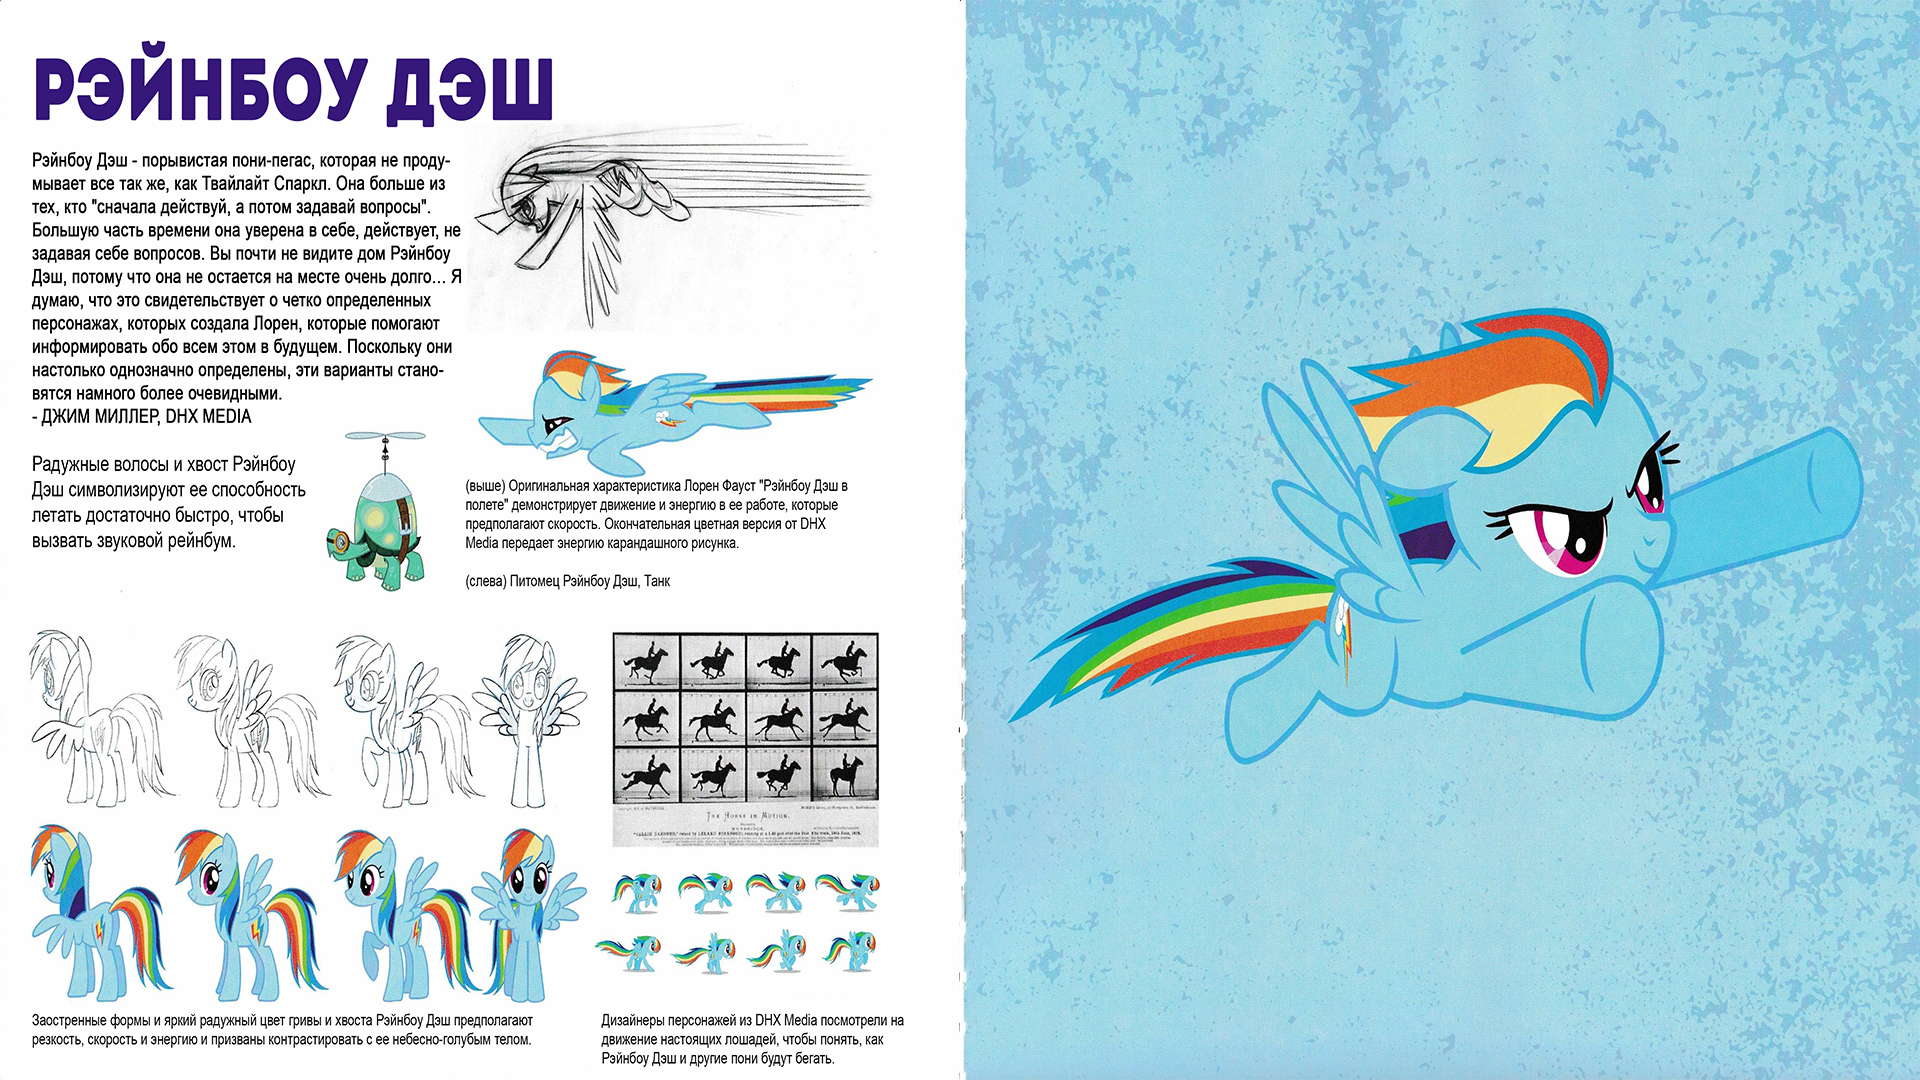 РЭЙНБОУ ДЭШ
Рэйнбоу Дэш - порывистая пони-пегас, которая не проду-
мывает все так же, как Твайлайт Спаркл. Она больше из
тех, кто "сначала действуй, а потом задавай вопросы".
Большую часть времени она уверена в себе, действует, не
задавая себе вопросов. Вы почти не видите дом Рэйнбоу
Дэш, потому что она не остается на месте очень долго... Я
думаю, что это свидетельствует о четко определенных
персонажах, которых создала Лорен, которые помогают
информировать обо всем этом в будущем. Поскольку они
настолько однозначно определены, эти варианты стано-
вятся намного более очевидными.
- ДЖИМ МИЛЛЕР, DHX MEDIA
Радужные волосы и хвост Рэйнбоу
Дэш символизируют ее способность
летать достаточно быстро, чтобы
вызвать звуковой рейнбум.
(выше) Оригинальная характеристика Лорен Фауст "Рэйнбоу Дэш в
полете" демонстрирует движение и энергию в ее работе, которые
предполагают скорость. Окончательная цветная версия от DHX
Media передает энергию карандашного рисунка.
(слева) Питомец Рэйнбоу Дэш, Танк
The Horse in Motion.
Заостренные формы и яркий радужный цвет гривы и хвоста Рэйнбоу Дэш предполагают
резкость, скорость и энергию и призваны контрастировать с ее небесно-голубым телом.
Дизайнеры персонажей из DHX Media посмотрели на
движение настоящих лошадей, чтобы понять, как
Рэйнбоу Дэш и другие пони будут бегать.